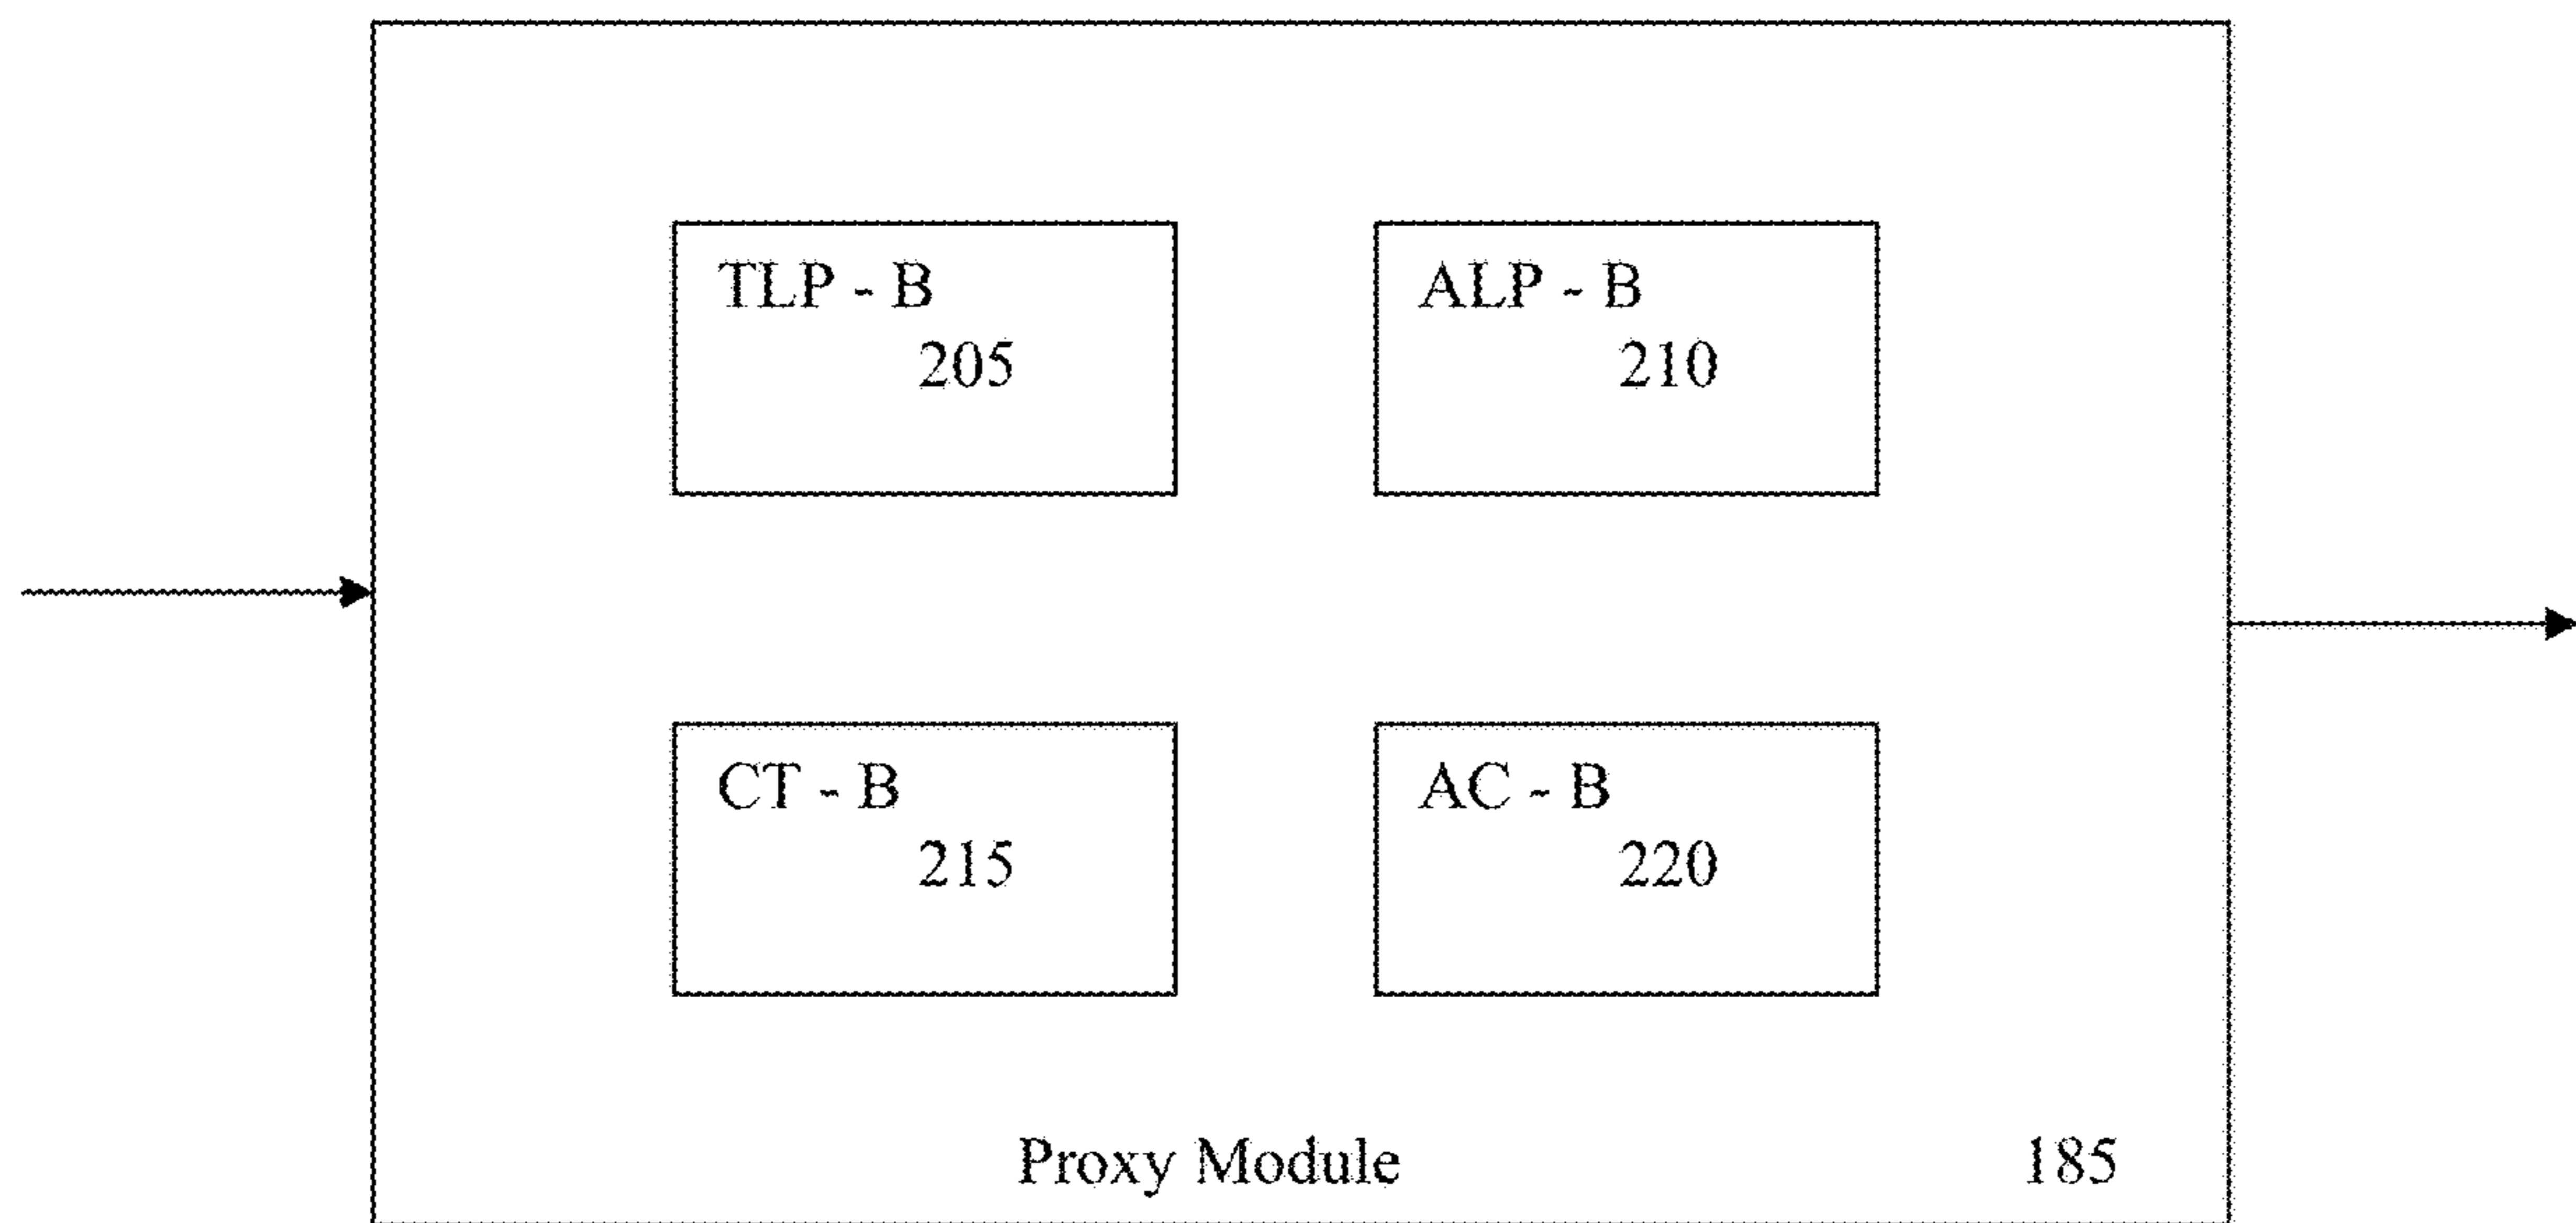 TLP - B
205
ALP - B
210
CT - B
215
AC - B
220
Proxy Module
185